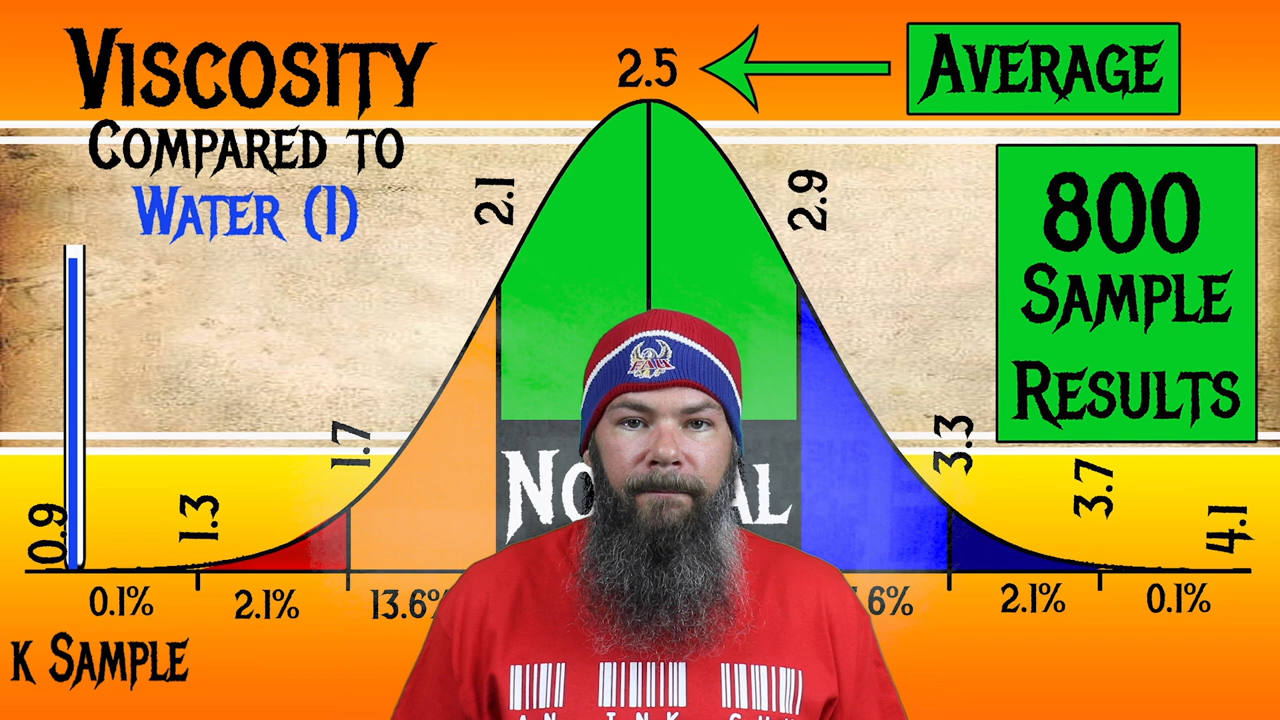 VISCOSITY
COMPARED TO
WATER (1)
2.5
AVERAGE
800
SAMPLE
RESULTS
2.1
2.9
1.7
3.3
1.3
3.7
0.9
4.1
0.1%
2.1%
13.6%
.6%
2.1%
0.1%
K SAMPLE